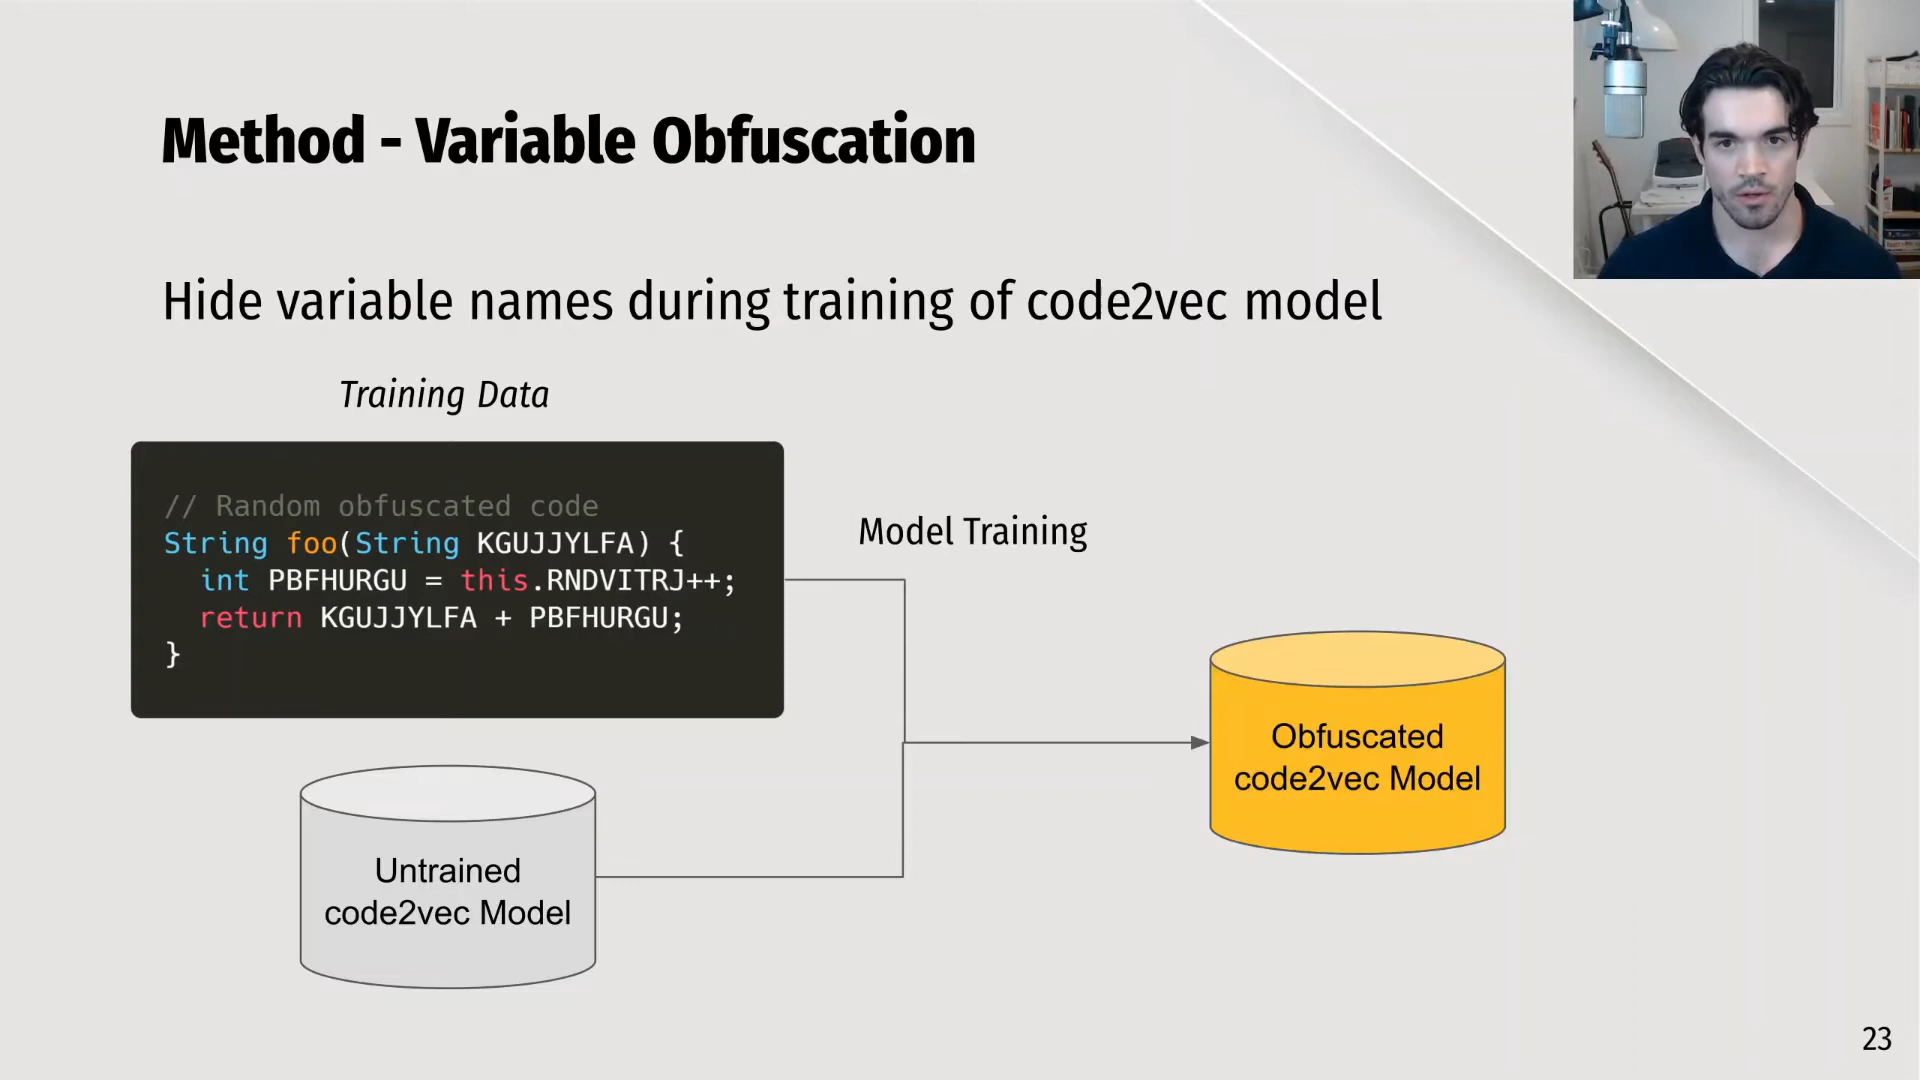 Method - Variable Obfuscation
Hide variable names during training of code2vec model
Training Data
// Random obfuscated code
String foo(String KGUJJYLFA) {
int PBFHURGU = this.RNDVITRJ++;
return KGUJJYLFA + PBFHURGU;
}
Model Training
Obfuscated
code2vec Model
Untrained
code2vec Model
23